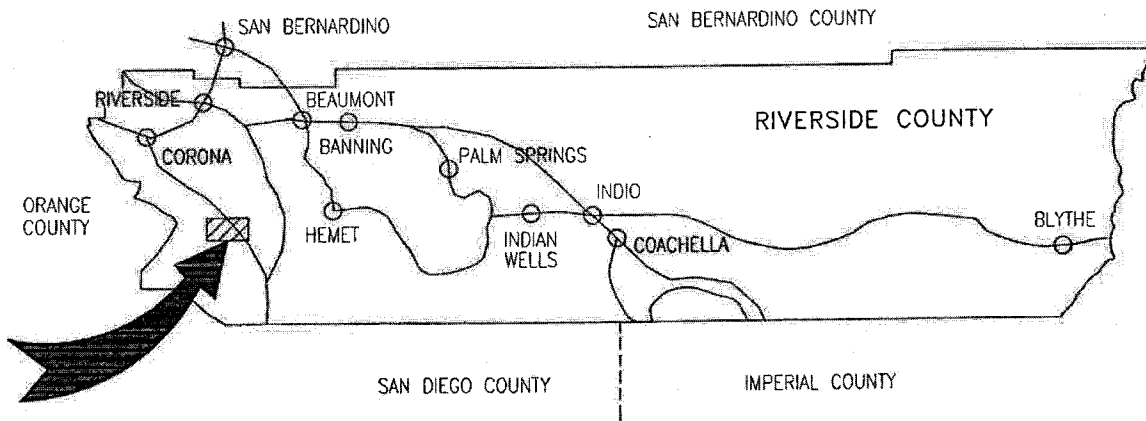 SAN BERNARDINO COUNTY
SAN BERNARDINO
RIVERSIDE
BEAUMONT
RIVERSIDE COUNTY
BANNING
CORONA
PALM SPRINGS
ORANGE
COUNTY
INDIO
BLYTHE
HEMET
INDIAN
WELLS
COACHELLA
SAN DIEGO COUNTY
IMPERIAL COUNTY